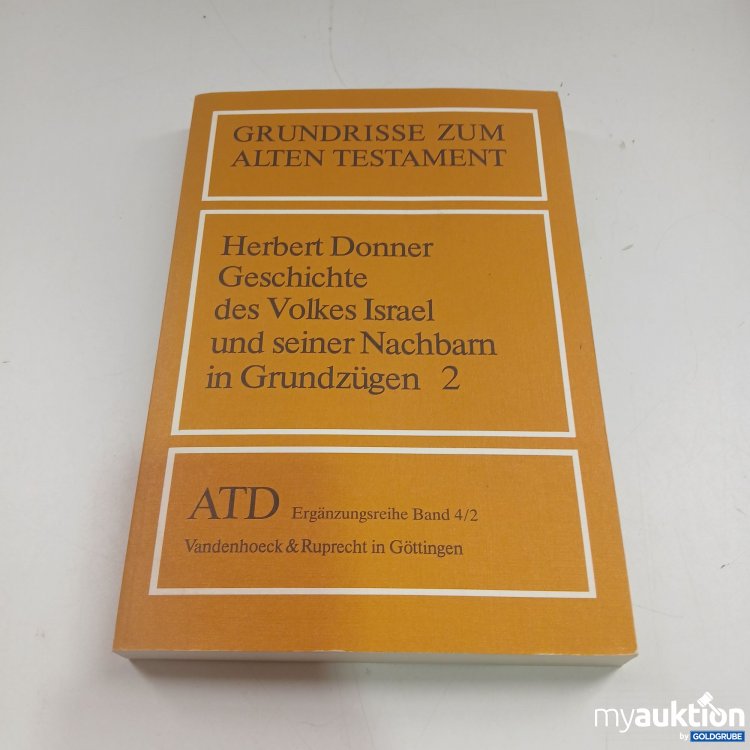 GRUNDRISSE ZUM
ALTEN TESTAMENT
Herbert Donner
Geschichte
des Volkes Israel
und seiner Nachbarn
in Grundzügen 2
ATD Ergänzungsreihe Band 4/2
Vandenhoeck & Ruprecht in Göttingen
myauktion
by GOLDGRUBE